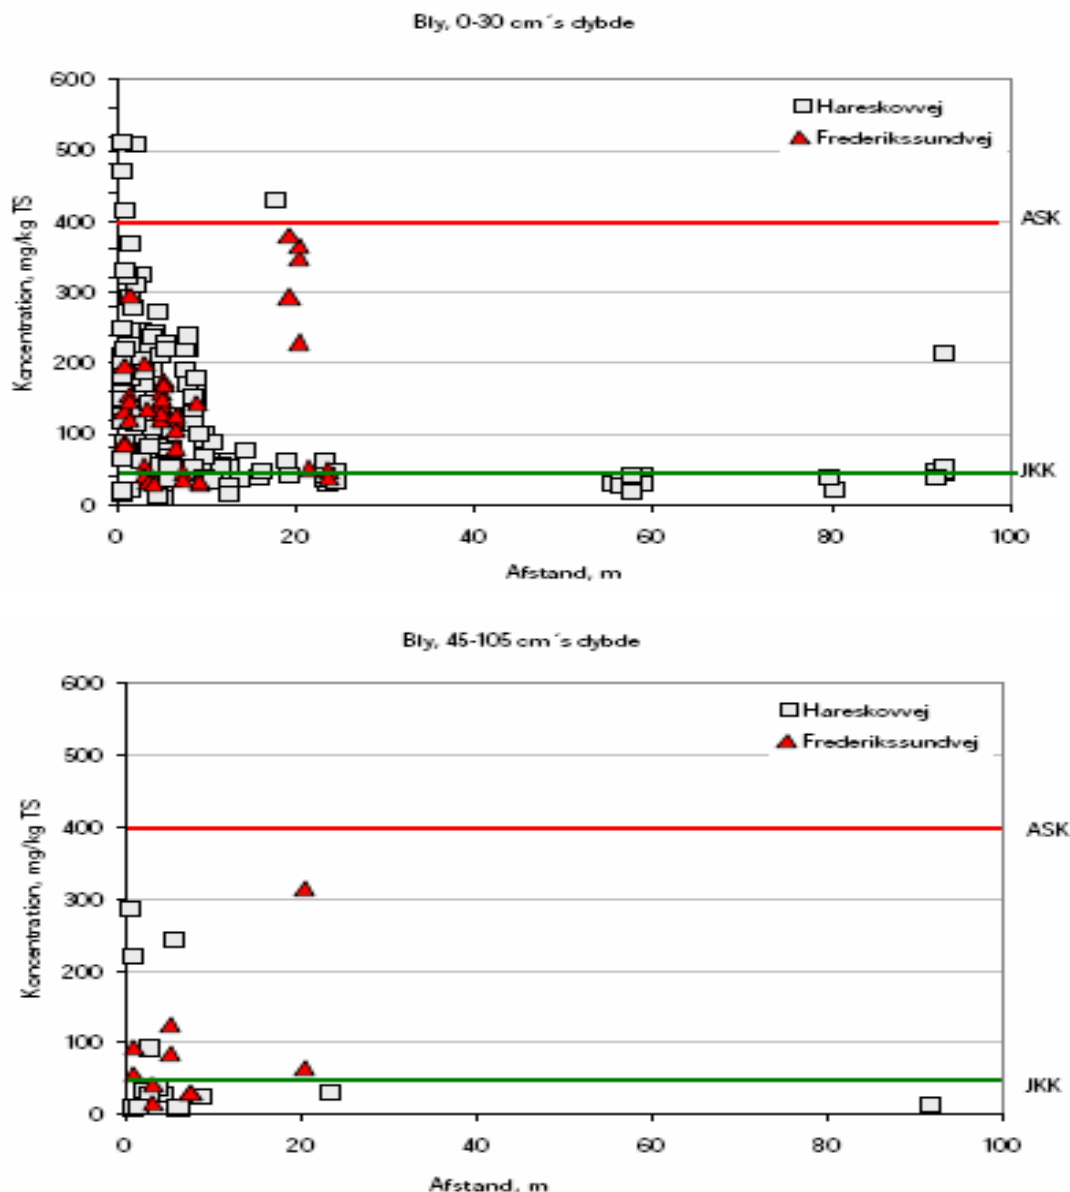 Bly, 0-30 cm´s dybde
Koncentration, mg/kg TS
600
500
400
300
200
100
0
Hareskovvej
Frederikssundvej
ASK
JKK
0 20 40 60 80 100
Afstand, m
Bly, 45-105 cm´s dybde
Koncentration, mg/kg TS
600
500
400
300
200
100
0
Hareskovvej
Frederikssundvej
ASK
JKK
0 20 40 60 80 100
Afstand, m